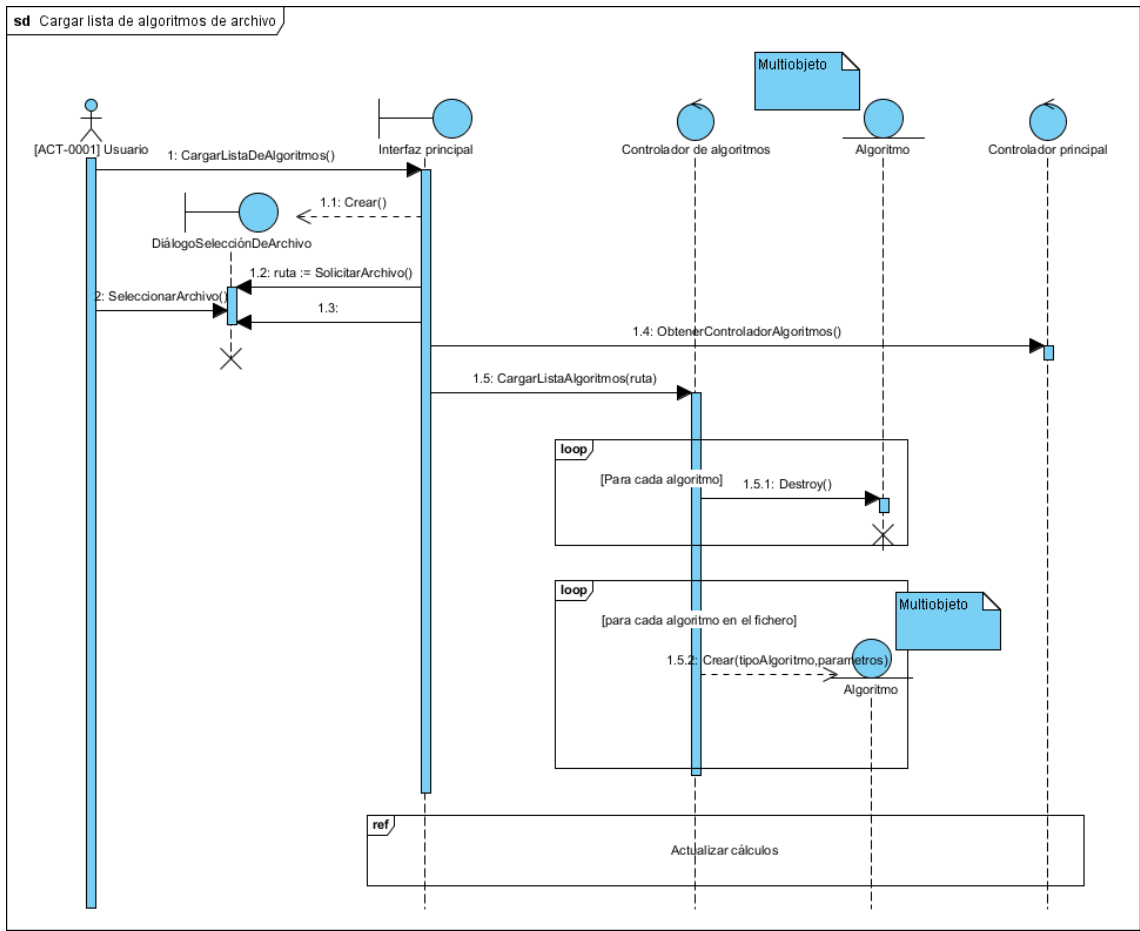 sd Cargar lista de algoritmos de archivo
Multiobjeto
[ACT-0001] Usuario
Interfaz principal
Controlador de algoritmos
Algoritmo
Controlador principal
1: CargarListaDeAlgoritmos()
1.1: Crear()
DiálogoSelecciónDeArchivo
1.2: ruta := SolicitarArchivo()
2: SeleccionarArchivo()
1.3:
1.4: ObtenerControladorAlgoritmos()
1.5: CargarListaAlgoritmos(ruta)
loop
[Para cada algoritmo]
1.5.1: Destroy()
loop
Multiobjeto
[para cada algoritmo en el fichero]
1.5.2: Crear(tipoAlgoritmo,parametros)
Algoritmo
ref
Actualizar cálculos